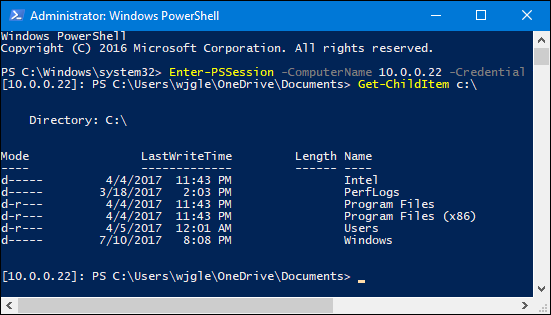 Administrator: Windows PowerShell
Windows PowerShell
Copyright (C) 2016 Microsoft Corporation. All rights reserved.
PS C:\Windows\system32> Enter-PSSession -ComputerName 10.0.0.22 -Credential
[10.0.0.22]: PS C:\Users\wjgle\OneDrive\Documents> Get-ChildItem c:\
Directory: C:\
Mode LastWriteTime Length Name
---- ------------- ------ ----
d----- 4/4/2017 11:43 PM Intel
d----- 3/18/2017 2:03 PM PerfLogs
d-r--- 4/4/2017 11:43 PM Program Files
d-r--- 4/4/2017 11:43 PM Program Files (x86)
d-r--- 4/5/2017 12:01 AM Users
d----- 7/10/2017 8:08 PM Windows
[10.0.0.22]: PS C:\Users\wjgle\OneDrive\Documents> _